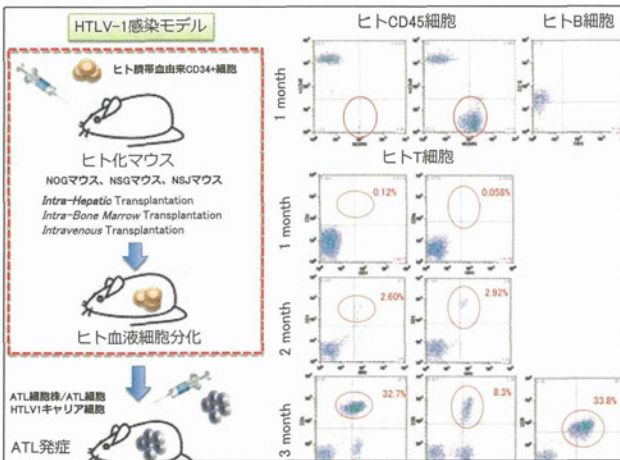 HTLV-1感染モデル
ヒト臍帯血由来CD34+細胞
ヒト化マウス
NOGマウス、NSGマウス、NSJマウス
Intra-Hepatic Transplantation
Intra-Bone Marrow Transplantation
Intravenous Transplantation
ヒト血液細胞分化
ATL細胞株/ATL細胞
HTLV1キャリア細胞
ATL発症
ヒトCD45細胞
ヒトB細胞
1 month
ヒトT細胞
1 month
0.12%
0.058%
2 month
2.60%
2.92%
3 month
32.7%
8.3%
33.8%